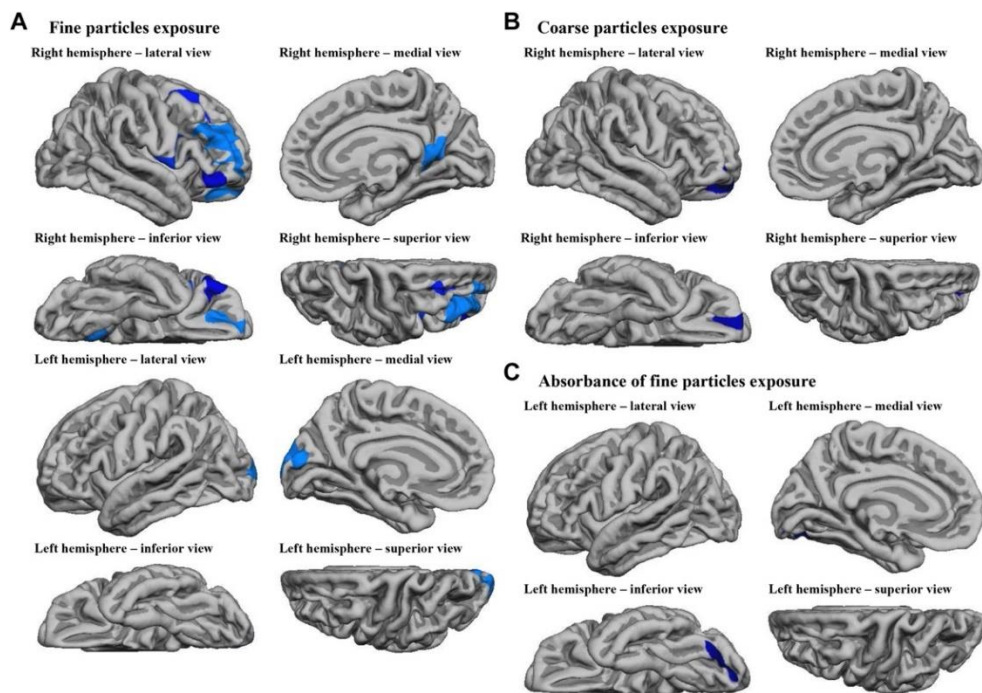 A Fine particles exposure
Right hemisphere – lateral view
Right hemisphere – medial view
Right hemisphere – inferior view
Right hemisphere – superior view
Left hemisphere – lateral view
Left hemisphere – medial view
Left hemisphere – inferior view
Left hemisphere – superior view
B Coarse particles exposure
Right hemisphere – lateral view
Right hemisphere – medial view
Right hemisphere – inferior view
Right hemisphere – superior view
C Absorbance of fine particles exposure
Left hemisphere – lateral view
Left hemisphere – medial view
Left hemisphere – inferior view
Left hemisphere – superior view